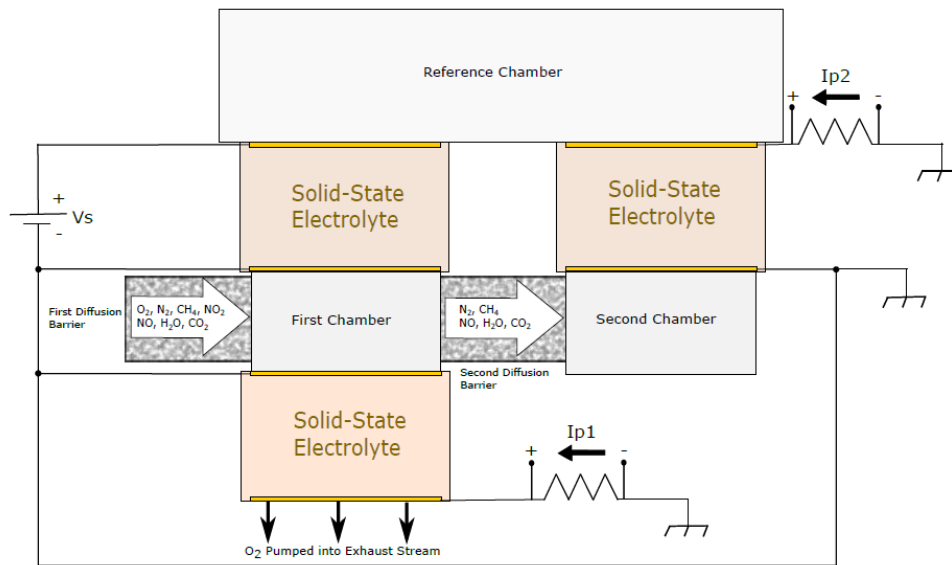 Reference Chamber
Ip2
+ -
Solid-State
Electrolyte
Solid-State
Electrolyte
+
Vs
-
First Diffusion
Barrier
O₂, N₂, CH₄, NO₂
NO, H₂O, CO₂
First Chamber
N₂, CH₄
NO, H₂O, CO₂
Second Chamber
Second Diffusion
Barrier
Solid-State
Electrolyte
Ip1
+ -
O₂ Pumped into Exhaust Stream